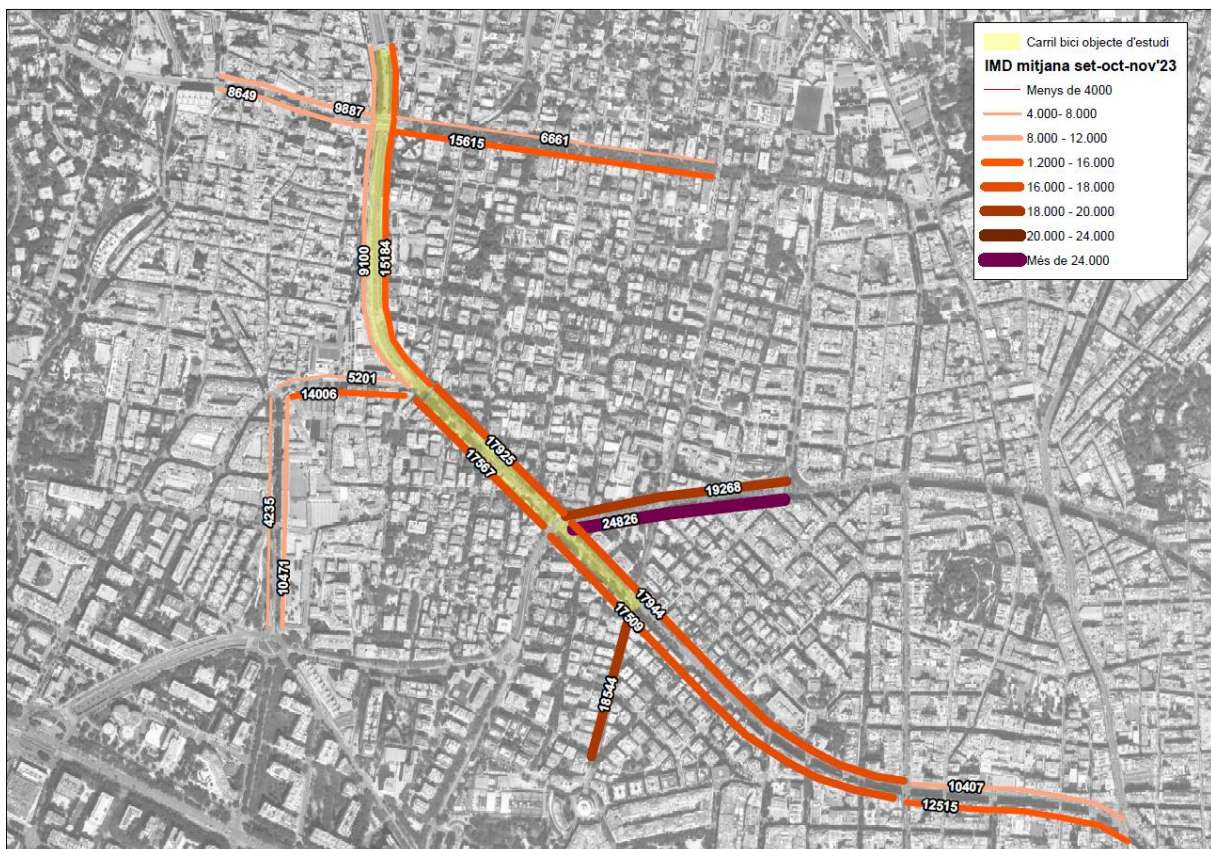 Carril bici objecte d'estudi
IMD mitjana set-oct-nov'23
Menys de 4000
4.000- 8.000
8.000 - 12.000
1.2000 - 16.000
16.000 - 18.000
18.000 - 20.000
20.000 - 24.000
Més de 24.000
8649
9887
6661
15615
9100
15184
5201
14006
17925
17567
19268
24826
4235
10471
17944
17509
18544
10407
12515